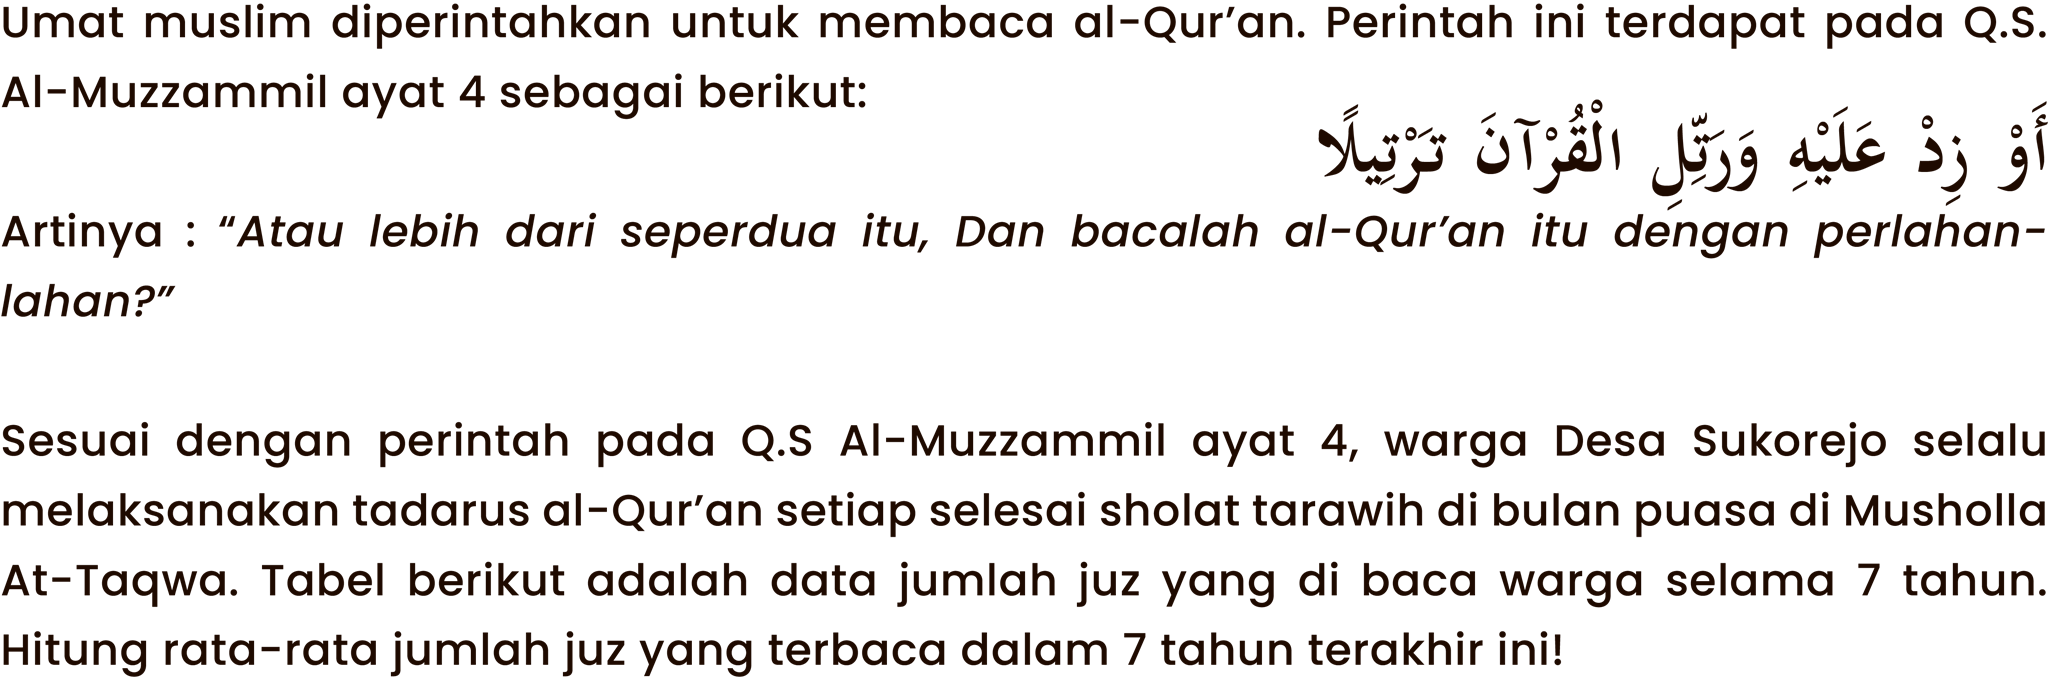 Umat muslim diperintahkan untuk membaca al-Qur’an. Perintah ini terdapat pada Q.S.
Al-Muzzammil ayat 4 sebagai berikut:
أَوْ زِدْ عَلَيْهِ وَرَتِّلِ الْقُرْآنَ تَرْتِيلًا
Artinya : “Atau lebih dari seperdua itu, Dan bacalah al-Qur’an itu dengan perlahan-
lahan?”
Sesuai dengan perintah pada Q.S Al-Muzzammil ayat 4, warga Desa Sukorejo selalu
melaksanakan tadarus al-Qur’an setiap selesai sholat tarawih di bulan puasa di Musholla
At-Taqwa. Tabel berikut adalah data jumlah juz yang di baca warga selama 7 tahun.
Hitung rata-rata jumlah juz yang terbaca dalam 7 tahun terakhir ini!